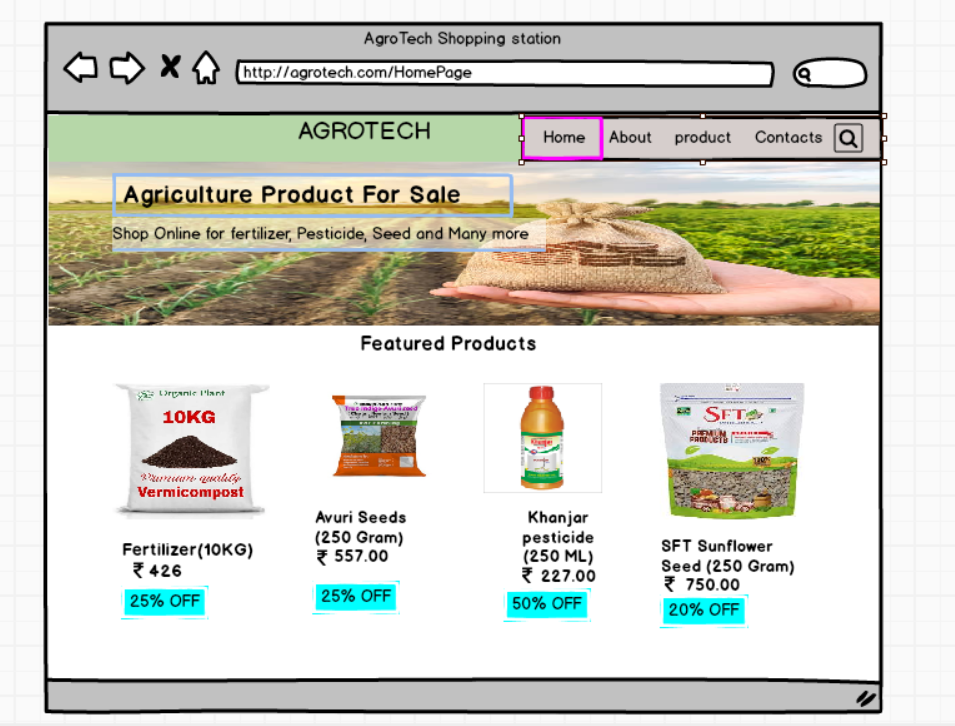 AgroTech Shopping station
http://agrotech.com/HomePage
AGROTECH
Home About product Contacts
Agriculture Product For Sale
Shop Online for fertilizer, Pesticide, Seed and Many more
Featured Products
Organic Plant
10KG
Premium quality
Vermicompost
Fertilizer(10KG)
₹ 426
25% OFF
Avuri Seeds
(250 Gram)
₹ 557.00
25% OFF
Khanjar
Khanjar
pesticide
(250 ML)
₹ 227.00
50% OFF
SFT
PREMIUM
PRODUCTS
SFT Sunflower
Seed (250 Gram)
₹ 750.00
20% OFF